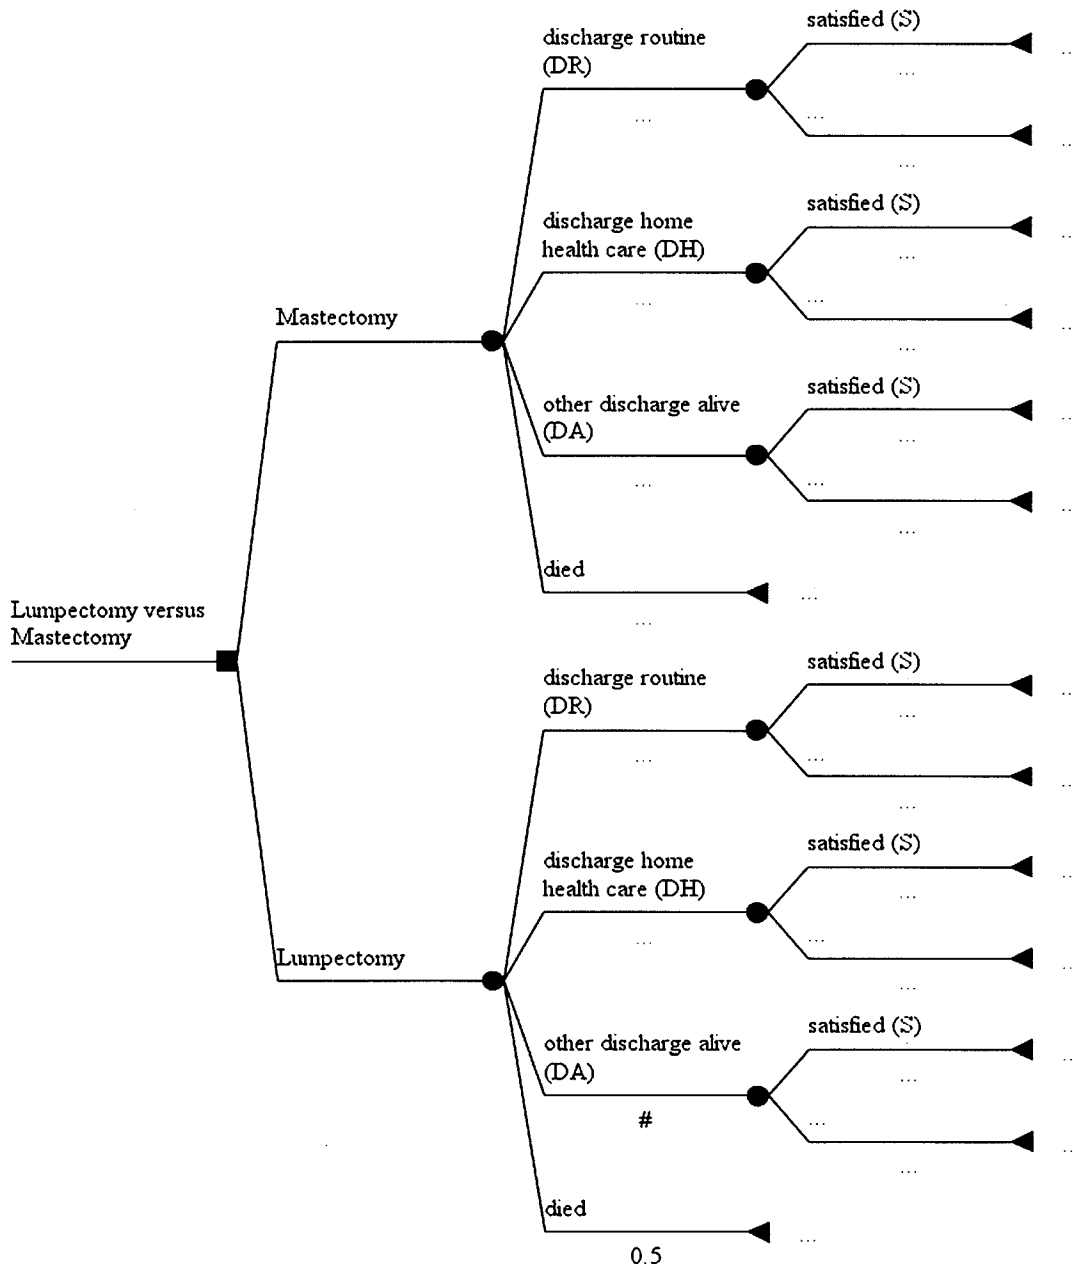 satisfied (S)
discharge routine
(DR)
...
...
...
...
...
...
satisfied (S)
discharge home
health care (DH)
...
...
...
...
...
...
Mastectomy
satisfied (S)
other discharge alive
(DA)
...
...
...
...
...
...
died
...
...
Lumpectomy versus
Mastectomy
satisfied (S)
discharge routine
(DR)
...
...
...
...
...
...
satisfied (S)
discharge home
health care (DH)
...
...
...
...
...
...
Lumpectomy
satisfied (S)
other discharge alive
(DA)
...
...
#
...
...
...
died
...
0.5